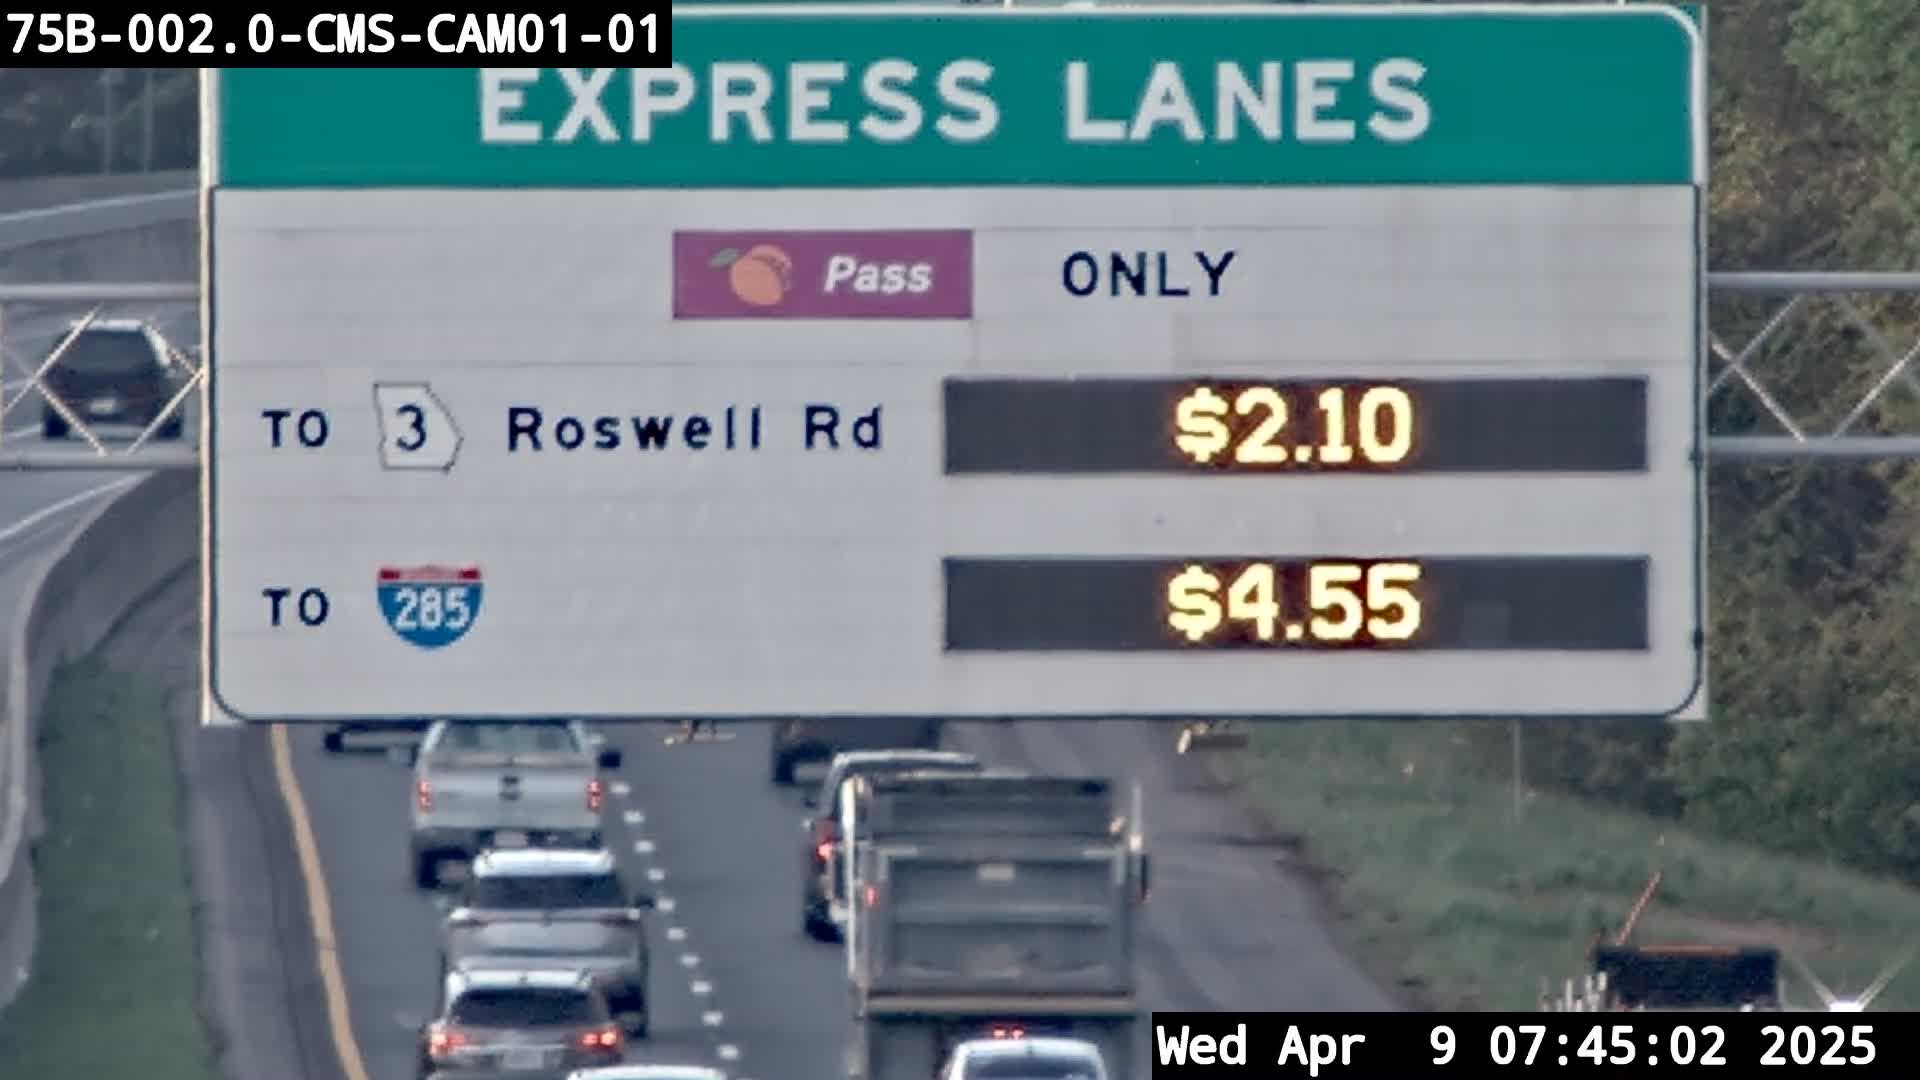 75B-002.0-CMS-CAM01-01
EXPRESS LANES
Pass ONLY
TO 3 Roswell Rd $2.10
TO 285 $4.55
Wed Apr 9 07:45:02 2025